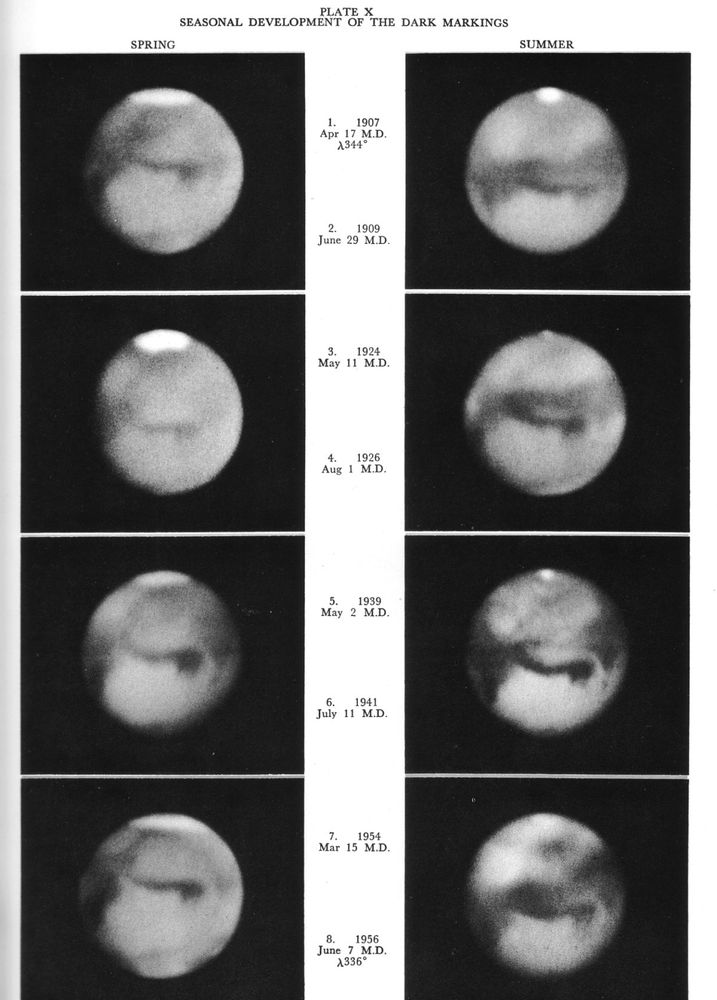 PLATE X
SEASONAL DEVELOPMENT OF THE DARK MARKINGS
SPRING
SUMMER
1. 1907
Apr 17 M.D.
λ344°
2. 1909
June 29 M.D.
3. 1924
May 11 M.D.
4. 1926
Aug 1 M.D.
5. 1939
May 2 M.D.
6. 1941
July 11 M.D.
7. 1954
Mar 15 M.D.
8. 1956
June 7 M.D.
λ336°